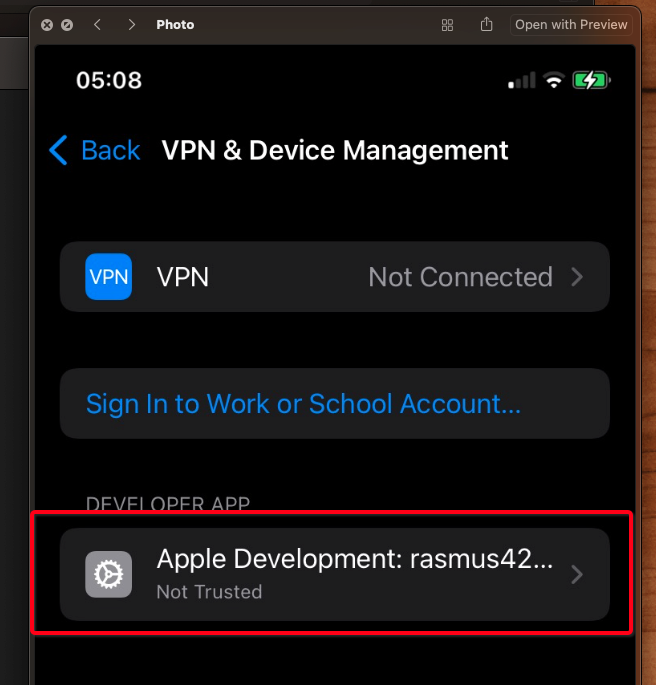 Photo
Open with Preview
05:08
Back VPN & Device Management
VPN VPN Not Connected
Sign In to Work or School Account...
DEVELOPER APP
Apple Development: rasmus42...
Not Trusted